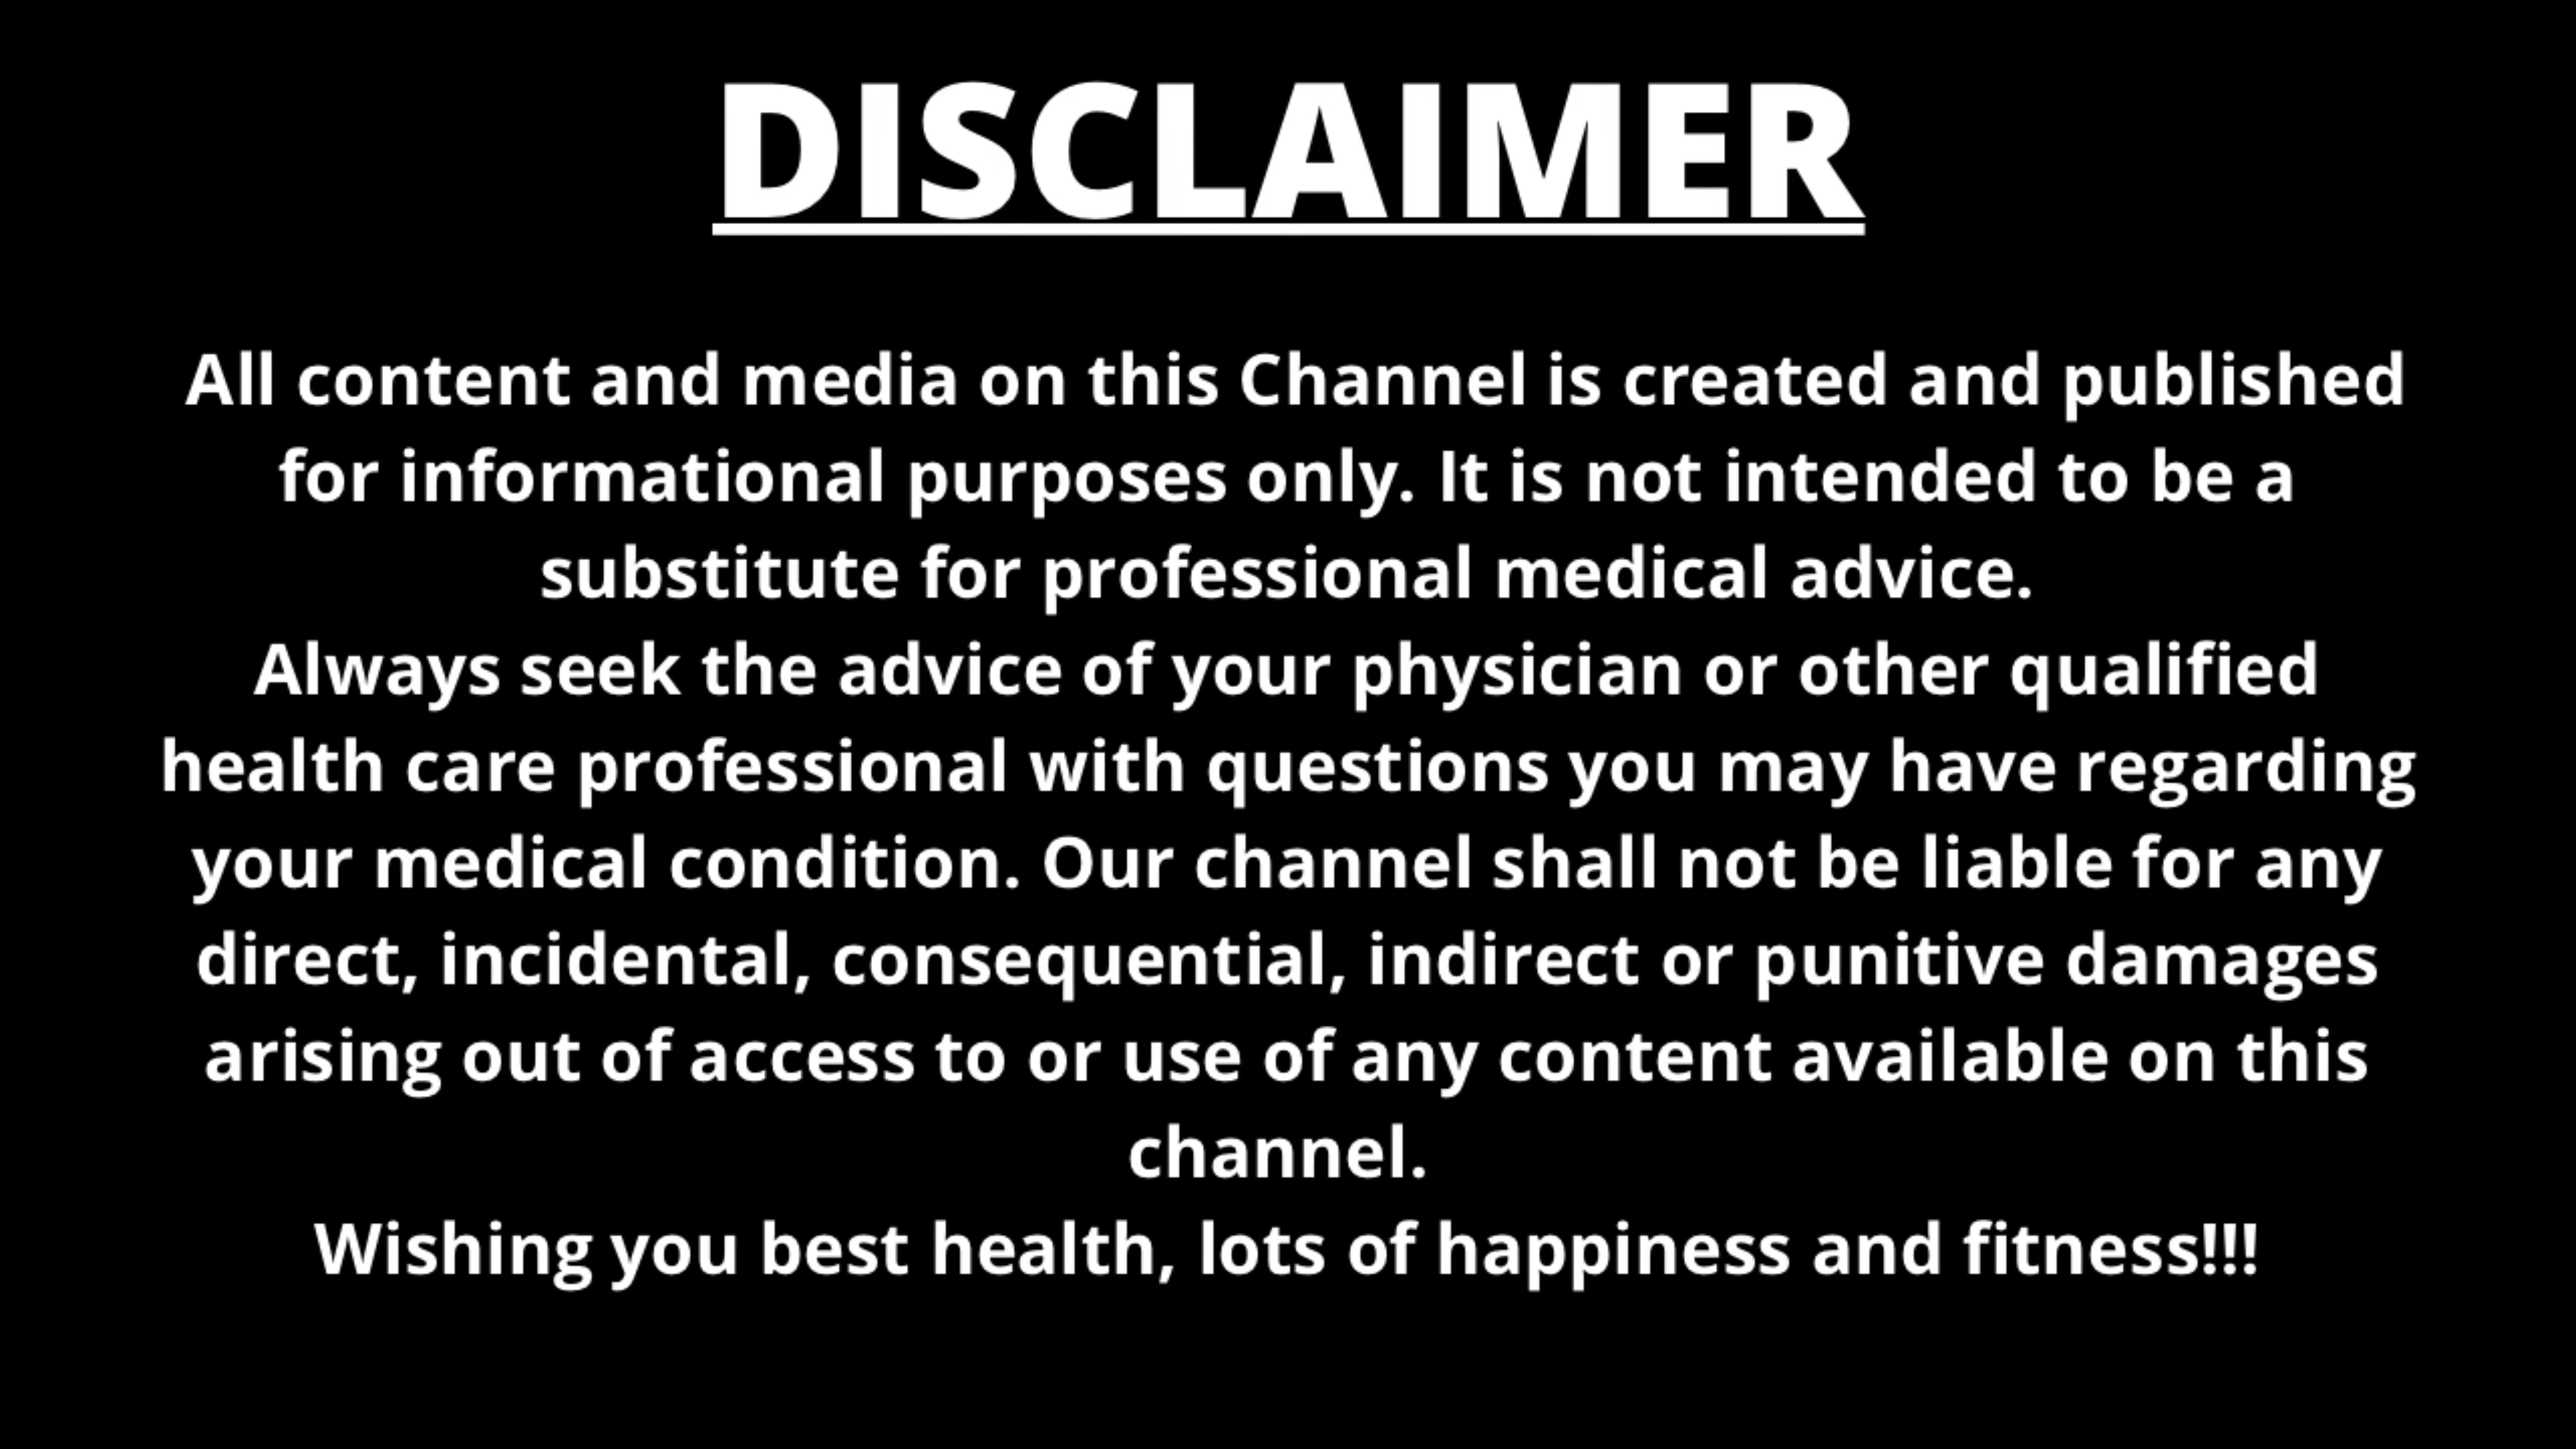 DISCLAIMER
All content and media on this Channel is created and published
for informational purposes only. It is not intended to be a
substitute for professional medical advice.
Always seek the advice of your physician or other qualified
health care professional with questions you may have regarding
your medical condition. Our channel shall not be liable for any
direct, incidental, consequential, indirect or punitive damages
arising out of access to or use of any content available on this
channel.
Wishing you best health, lots of happiness and fitness!!!